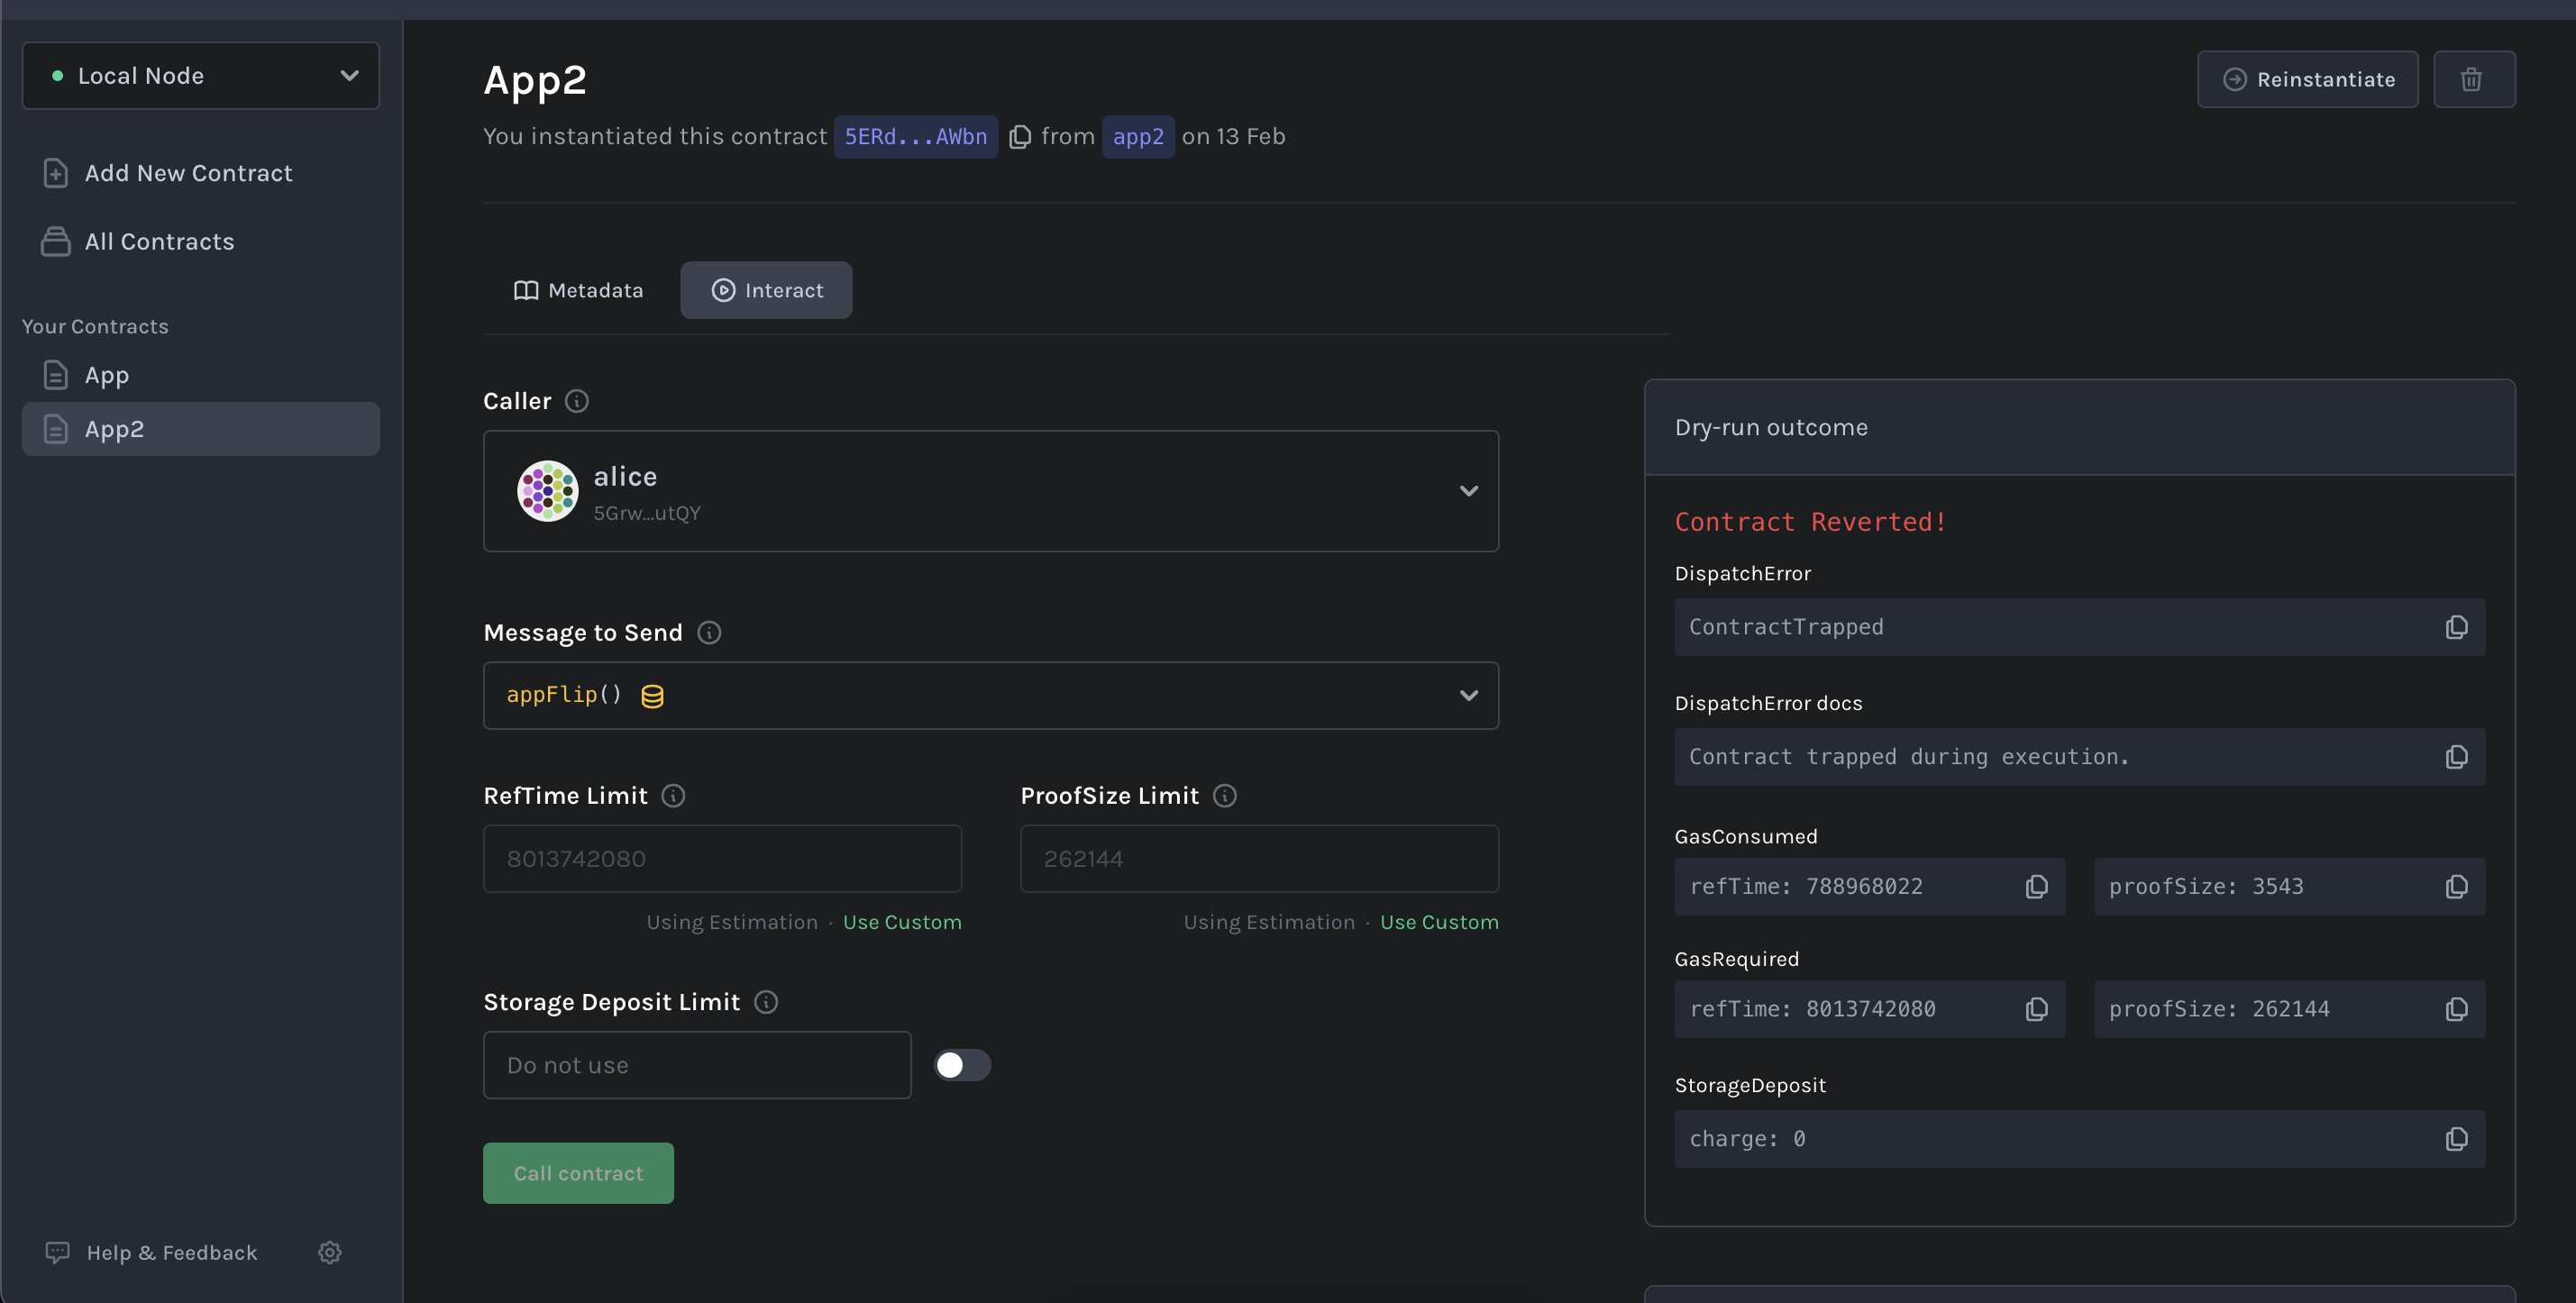 Local Node
Add New Contract
All Contracts
Your Contracts
App
App2
Help & Feedback
App2
You instantiated this contract 5ERd...AWbn from app2 on 13 Feb
Reinstantiate
Metadata
Interact
Caller
alice
5Grw...utQY
Message to Send
appFlip()
RefTime Limit
8013742080
Using Estimation · Use Custom
ProofSize Limit
262144
Using Estimation · Use Custom
Storage Deposit Limit
Do not use
Call contract
Dry-run outcome
Contract Reverted!
DispatchError
ContractTrapped
DispatchError docs
Contract trapped during execution.
GasConsumed
refTime: 788968022
proofSize: 3543
GasRequired
refTime: 8013742080
proofSize: 262144
StorageDeposit
charge: 0